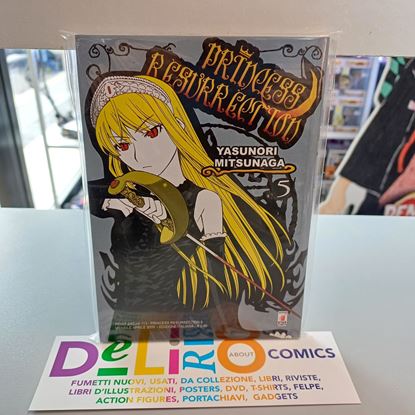 PRINCESS
RESURRECTION
YASUNORI
MITSUNAGA
5
DELIRIO
ABOUT
COMICS
FUMETTI NUOVI, USATI, DA COLLEZIONE, LIBRI, RIVISTE,
LIBRI D'ILLUSTRAZIONI, POSTERS, DVD, T-SHIRTS, FELPE,
ACTION FIGURES, PORTACHIAVI, GADGETS